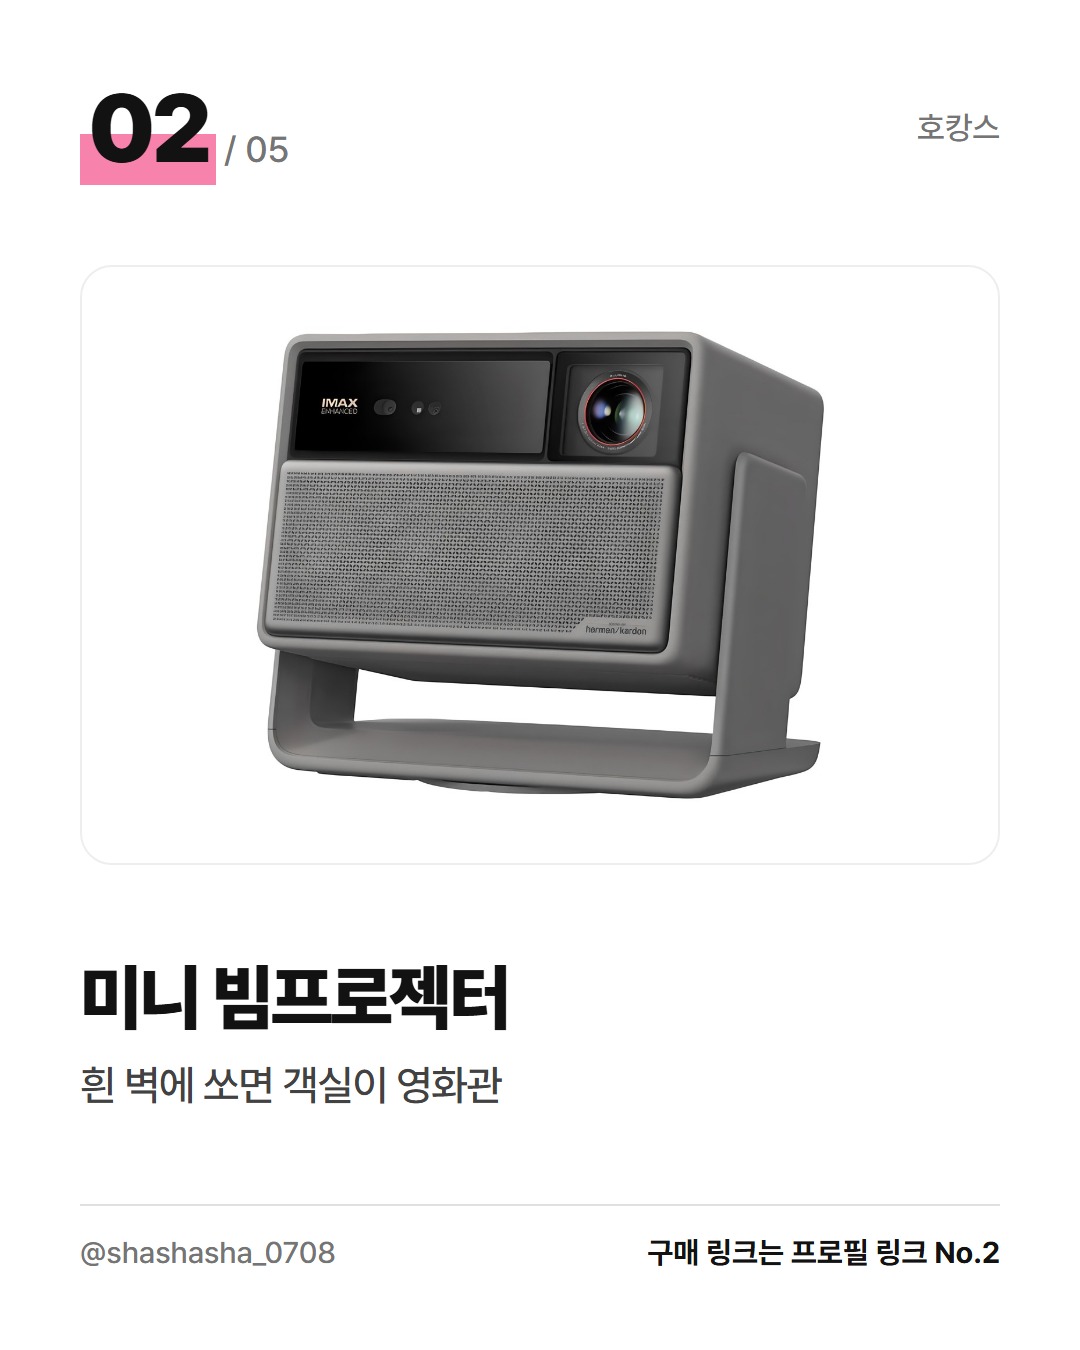 02 / 05
호캉스
IMAX
ENHANCED
harman/kardon
미니 빔프로젝터
흰 벽에 쏘면 객실이 영화관
@shashasha_0708
구매 링크는 프로필 링크 No.2